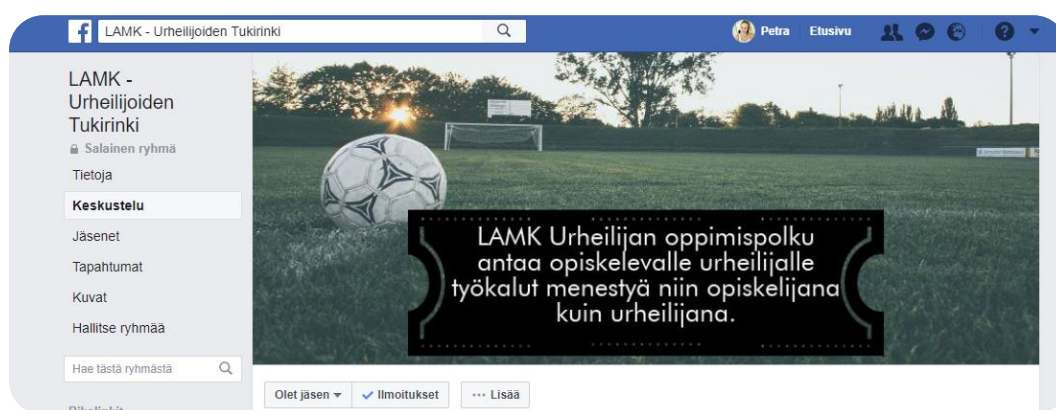 LAMK - Urheilijoiden Tukirinki
Petra
Etusivu
LAMK -
Urheilijoiden
Tukirinki
Salainen ryhmä
Tietoja
Keskustelu
Jäsenet
Tapahtumat
Kuvat
Hallitse ryhmää
Hae tästä ryhmästä
LAMK Urheilijan oppimispolku
antaa opiskelevalle urheilijalle
työkalut menestyä niin opiskelijana
kuin urheilijana.
Olet jäsen
Ilmoitukset
Lisää